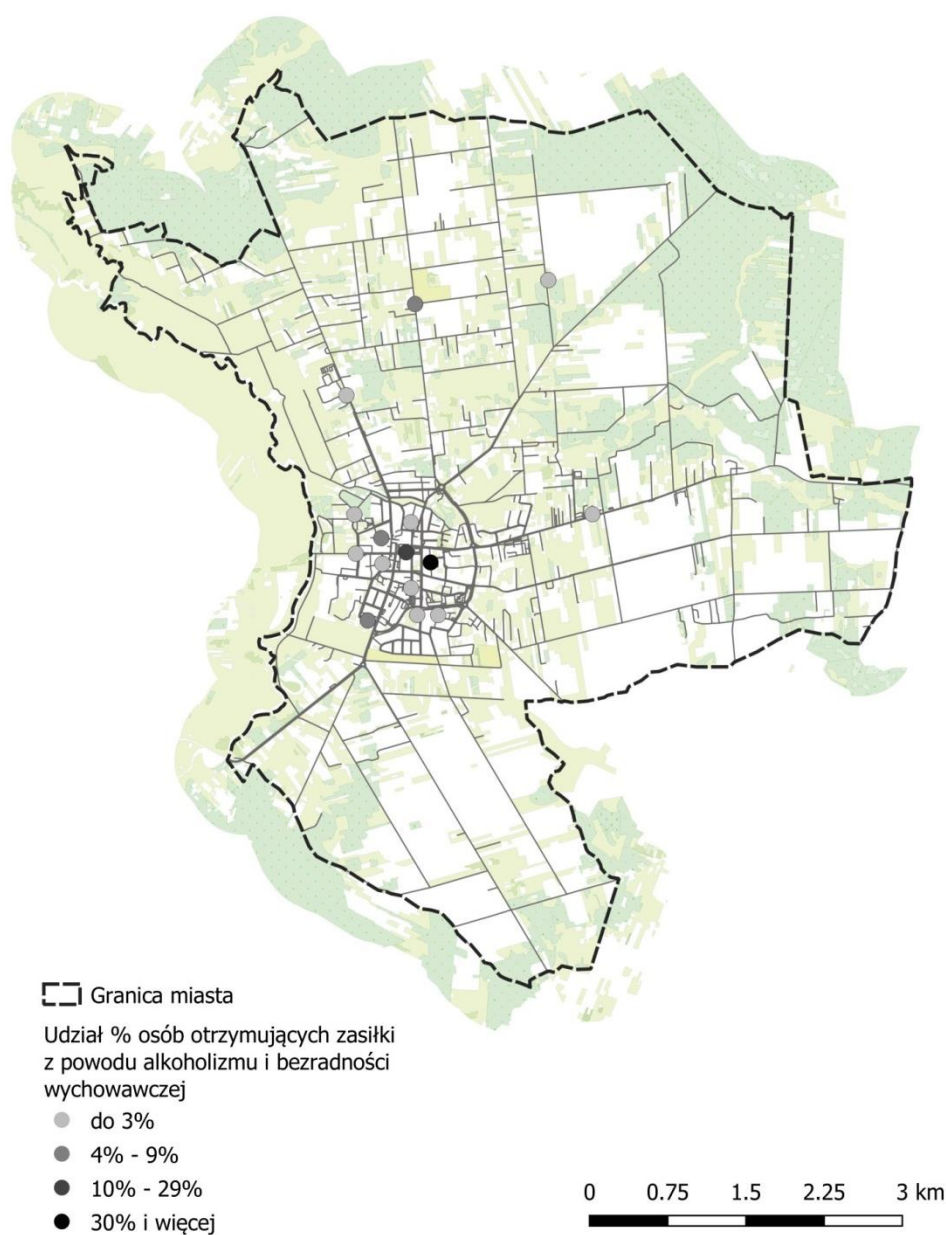 Granica miasta
Udział % osób otrzymujących zasiłki
z powodu alkoholizmu i bezradności
wychowawczej
do 3%
4% - 9%
10% - 29%
30% i więcej
0 0.75 1.5 2.25 3 km